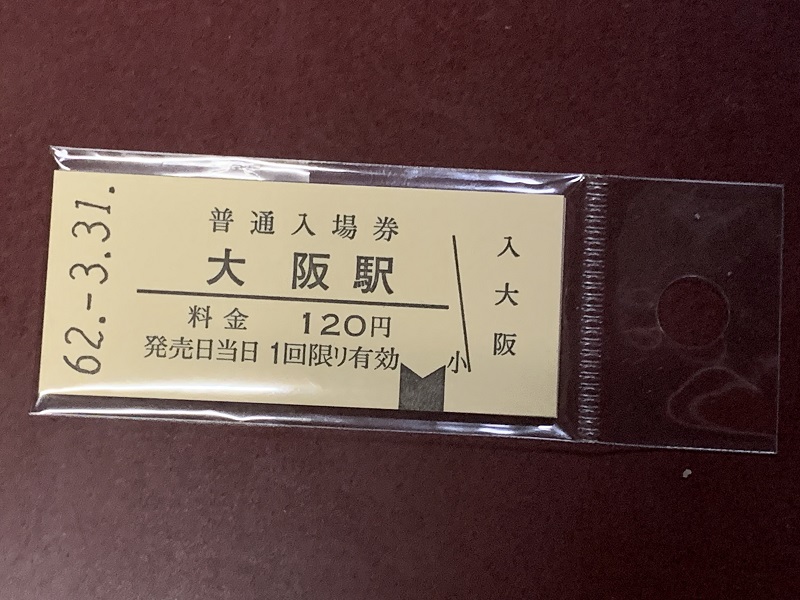 62.-3.31.
普通入場券
大阪駅
料金 120円
発売日当日1回限り有効
小
入
大
阪